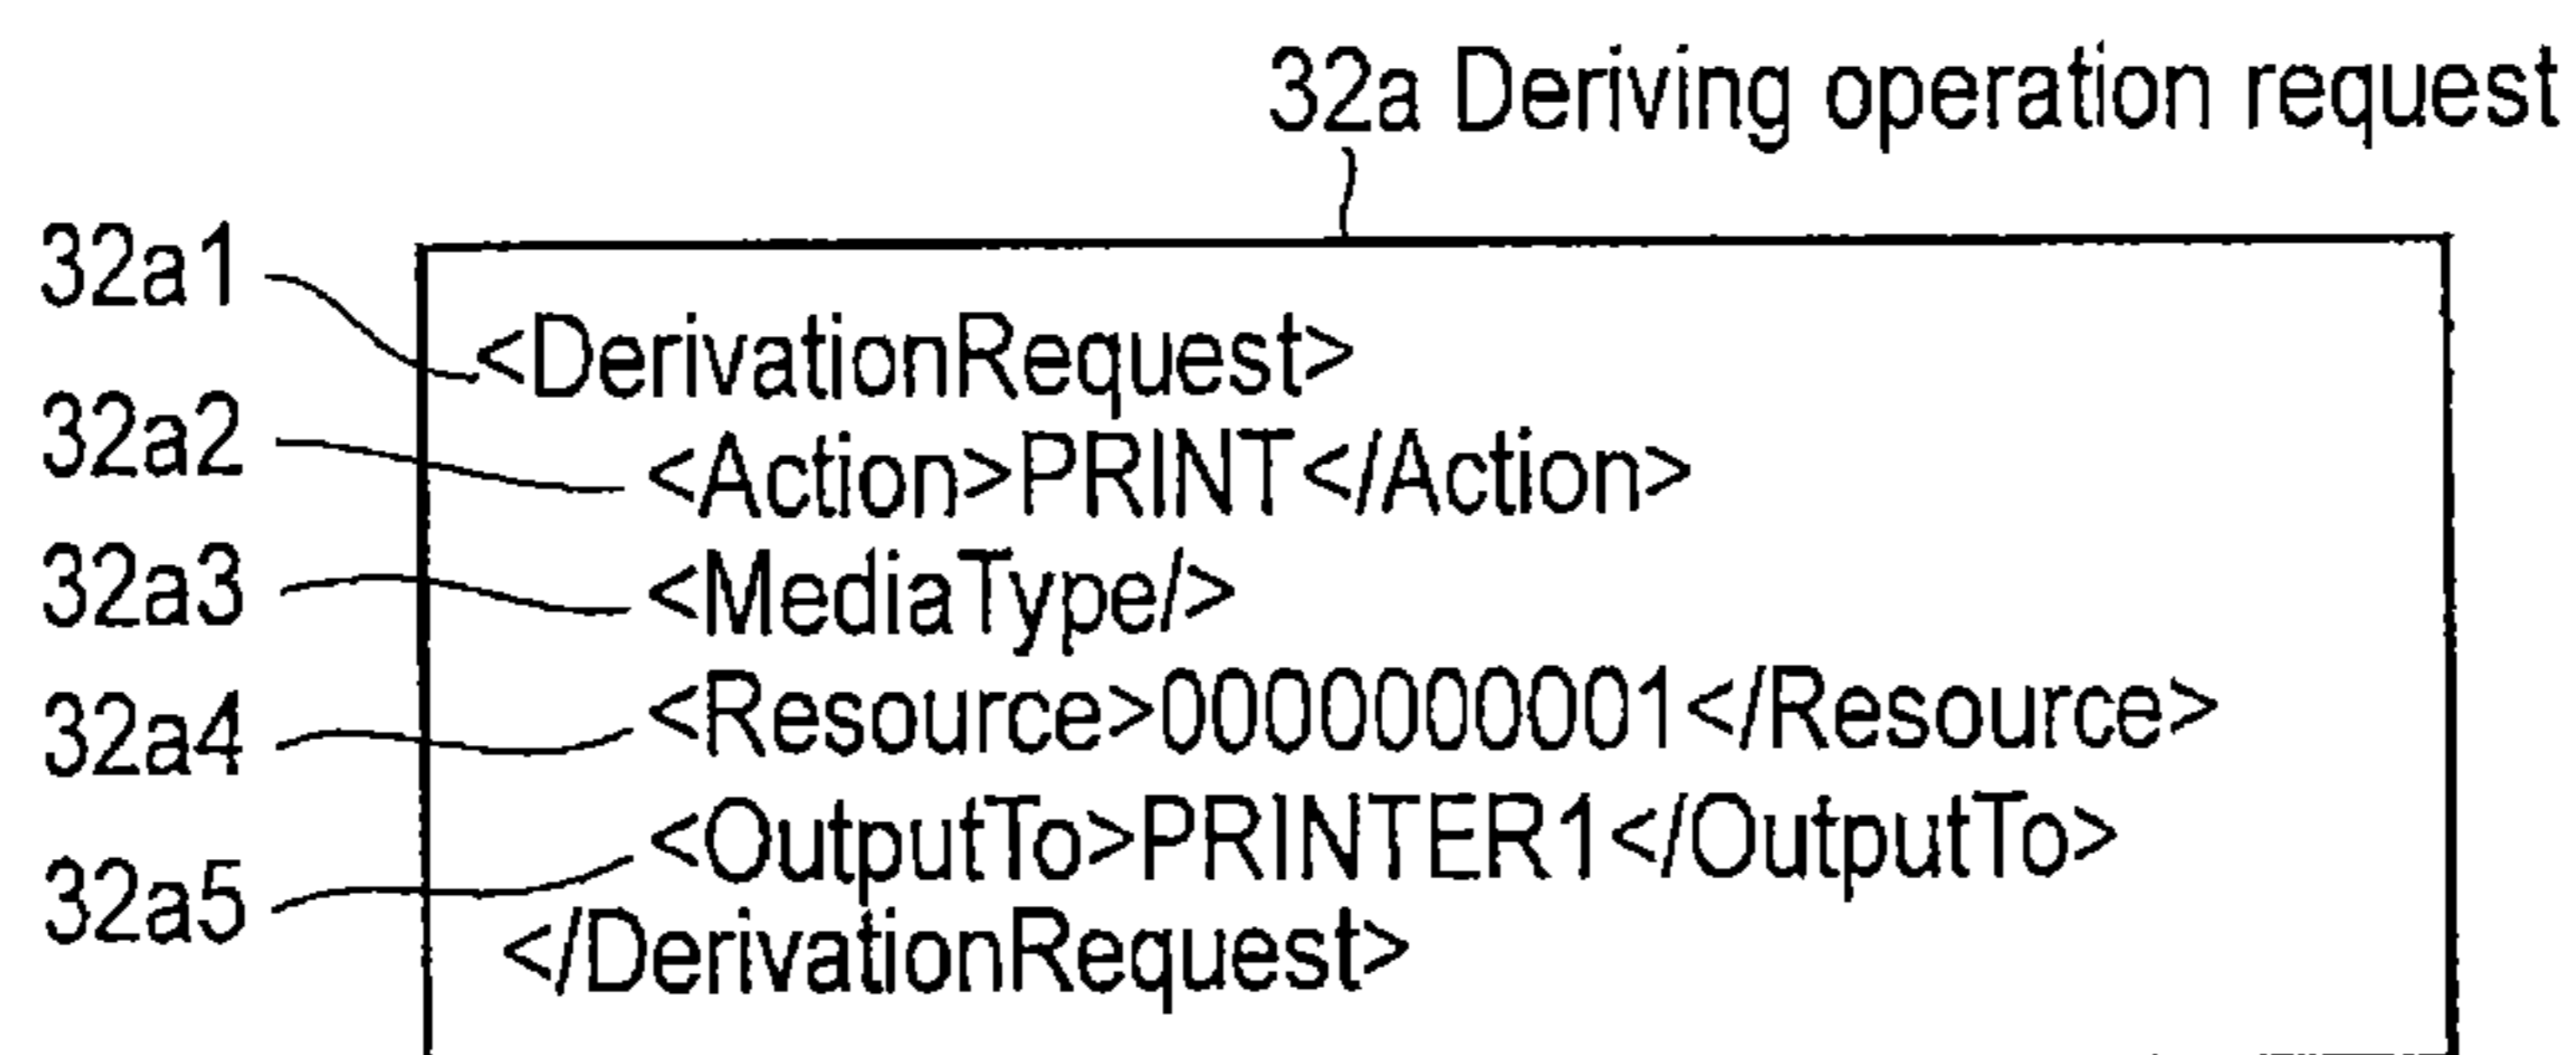 32a Deriving operation request
32a1
<DerivationRequest>
32a2
<Action>PRINT</Action>
32a3
<MediaType/>
32a4
<Resource>0000000001</Resource>
32a5
<OutputTo>PRINTER1</OutputTo>
</DerivationRequest>